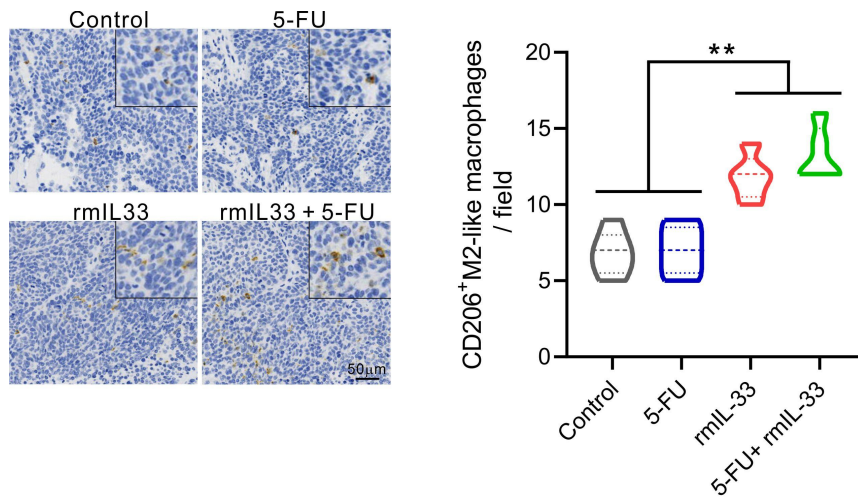 Control
5-FU
rmIL33
rmIL33 + 5-FU
50μm
CD206⁺M2-like macrophages
/ field
20
15
10
5
0
**
Control
5-FU
rmIL-33
5-FU+ rmIL-33